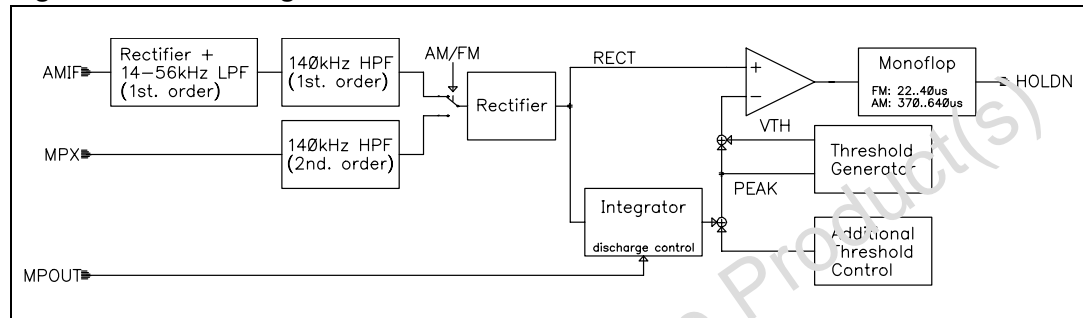 AMIF
Rectifier +
14–56kHz LPF
(1st. order)
140kHz HPF
(1st. order)
AM/FM
Rectifier
RECT
+
−
Monoflop
FM: 22..40us
AM: 370..640us
HOLDN
MPX
140kHz HPF
(2nd. order)
VTH
Threshold
Generator
PEAK
Integrator
discharge control
Additional
Threshold
Control
MPOUT
Product(s)